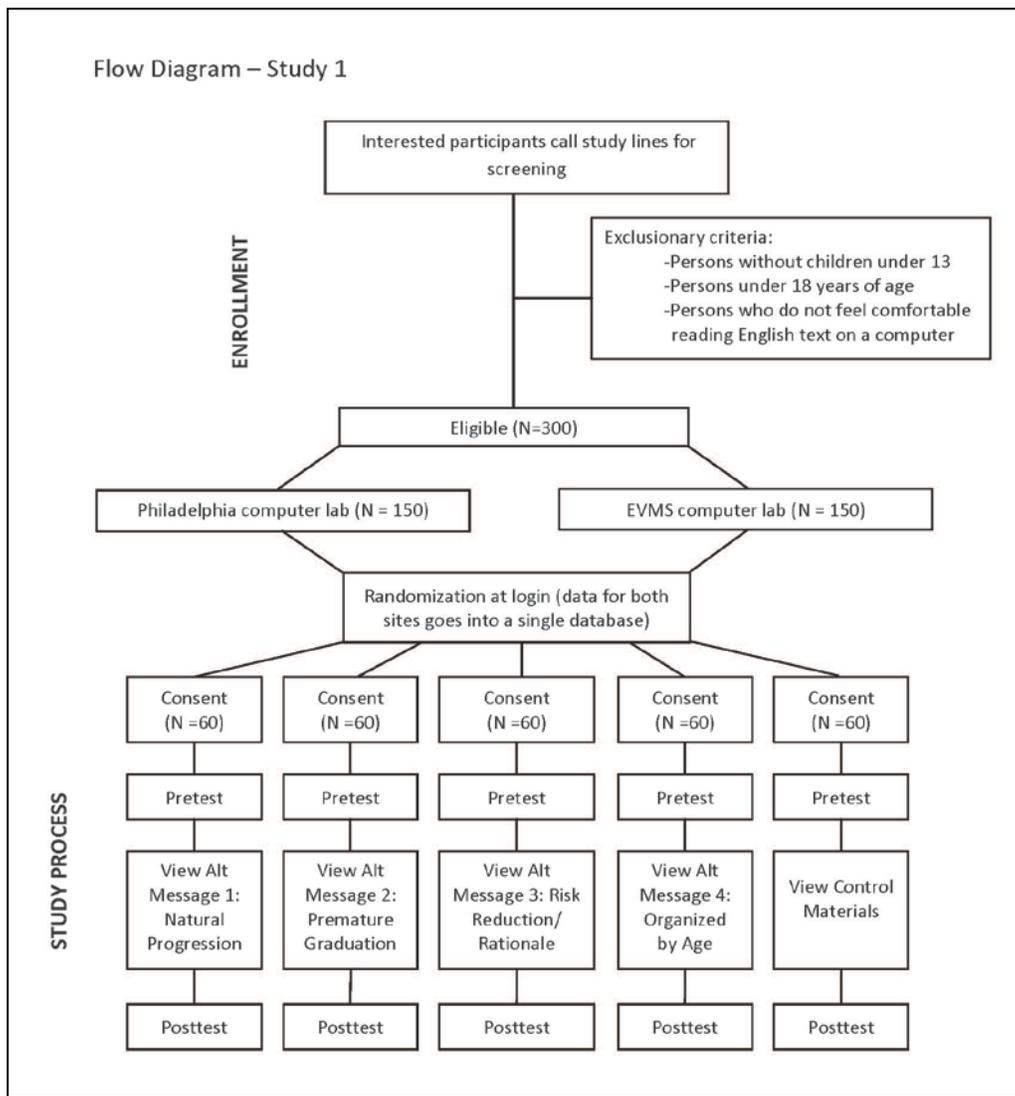 Flow Diagram – Study 1
Interested participants call study lines for
screening
ENROLLMENT
Exclusionary criteria:
-Persons without children under 13
-Persons under 18 years of age
-Persons who do not feel comfortable
reading English text on a computer
Eligible (N=300)
Philadelphia computer lab (N = 150)
EVMS computer lab (N = 150)
Randomization at login (data for both
sites goes into a single database)
STUDY PROCESS
Consent
(N =60)
Consent
(N =60)
Consent
(N =60)
Consent
(N =60)
Consent
(N =60)
Pretest
Pretest
Pretest
Pretest
Pretest
View Alt
Message 1:
Natural
Progression
View Alt
Message 2:
Premature
Graduation
View Alt
Message 3: Risk
Reduction/
Rationale
View Alt
Message 4:
Organized
by Age
View Control
Materials
Posttest
Posttest
Posttest
Posttest
Posttest